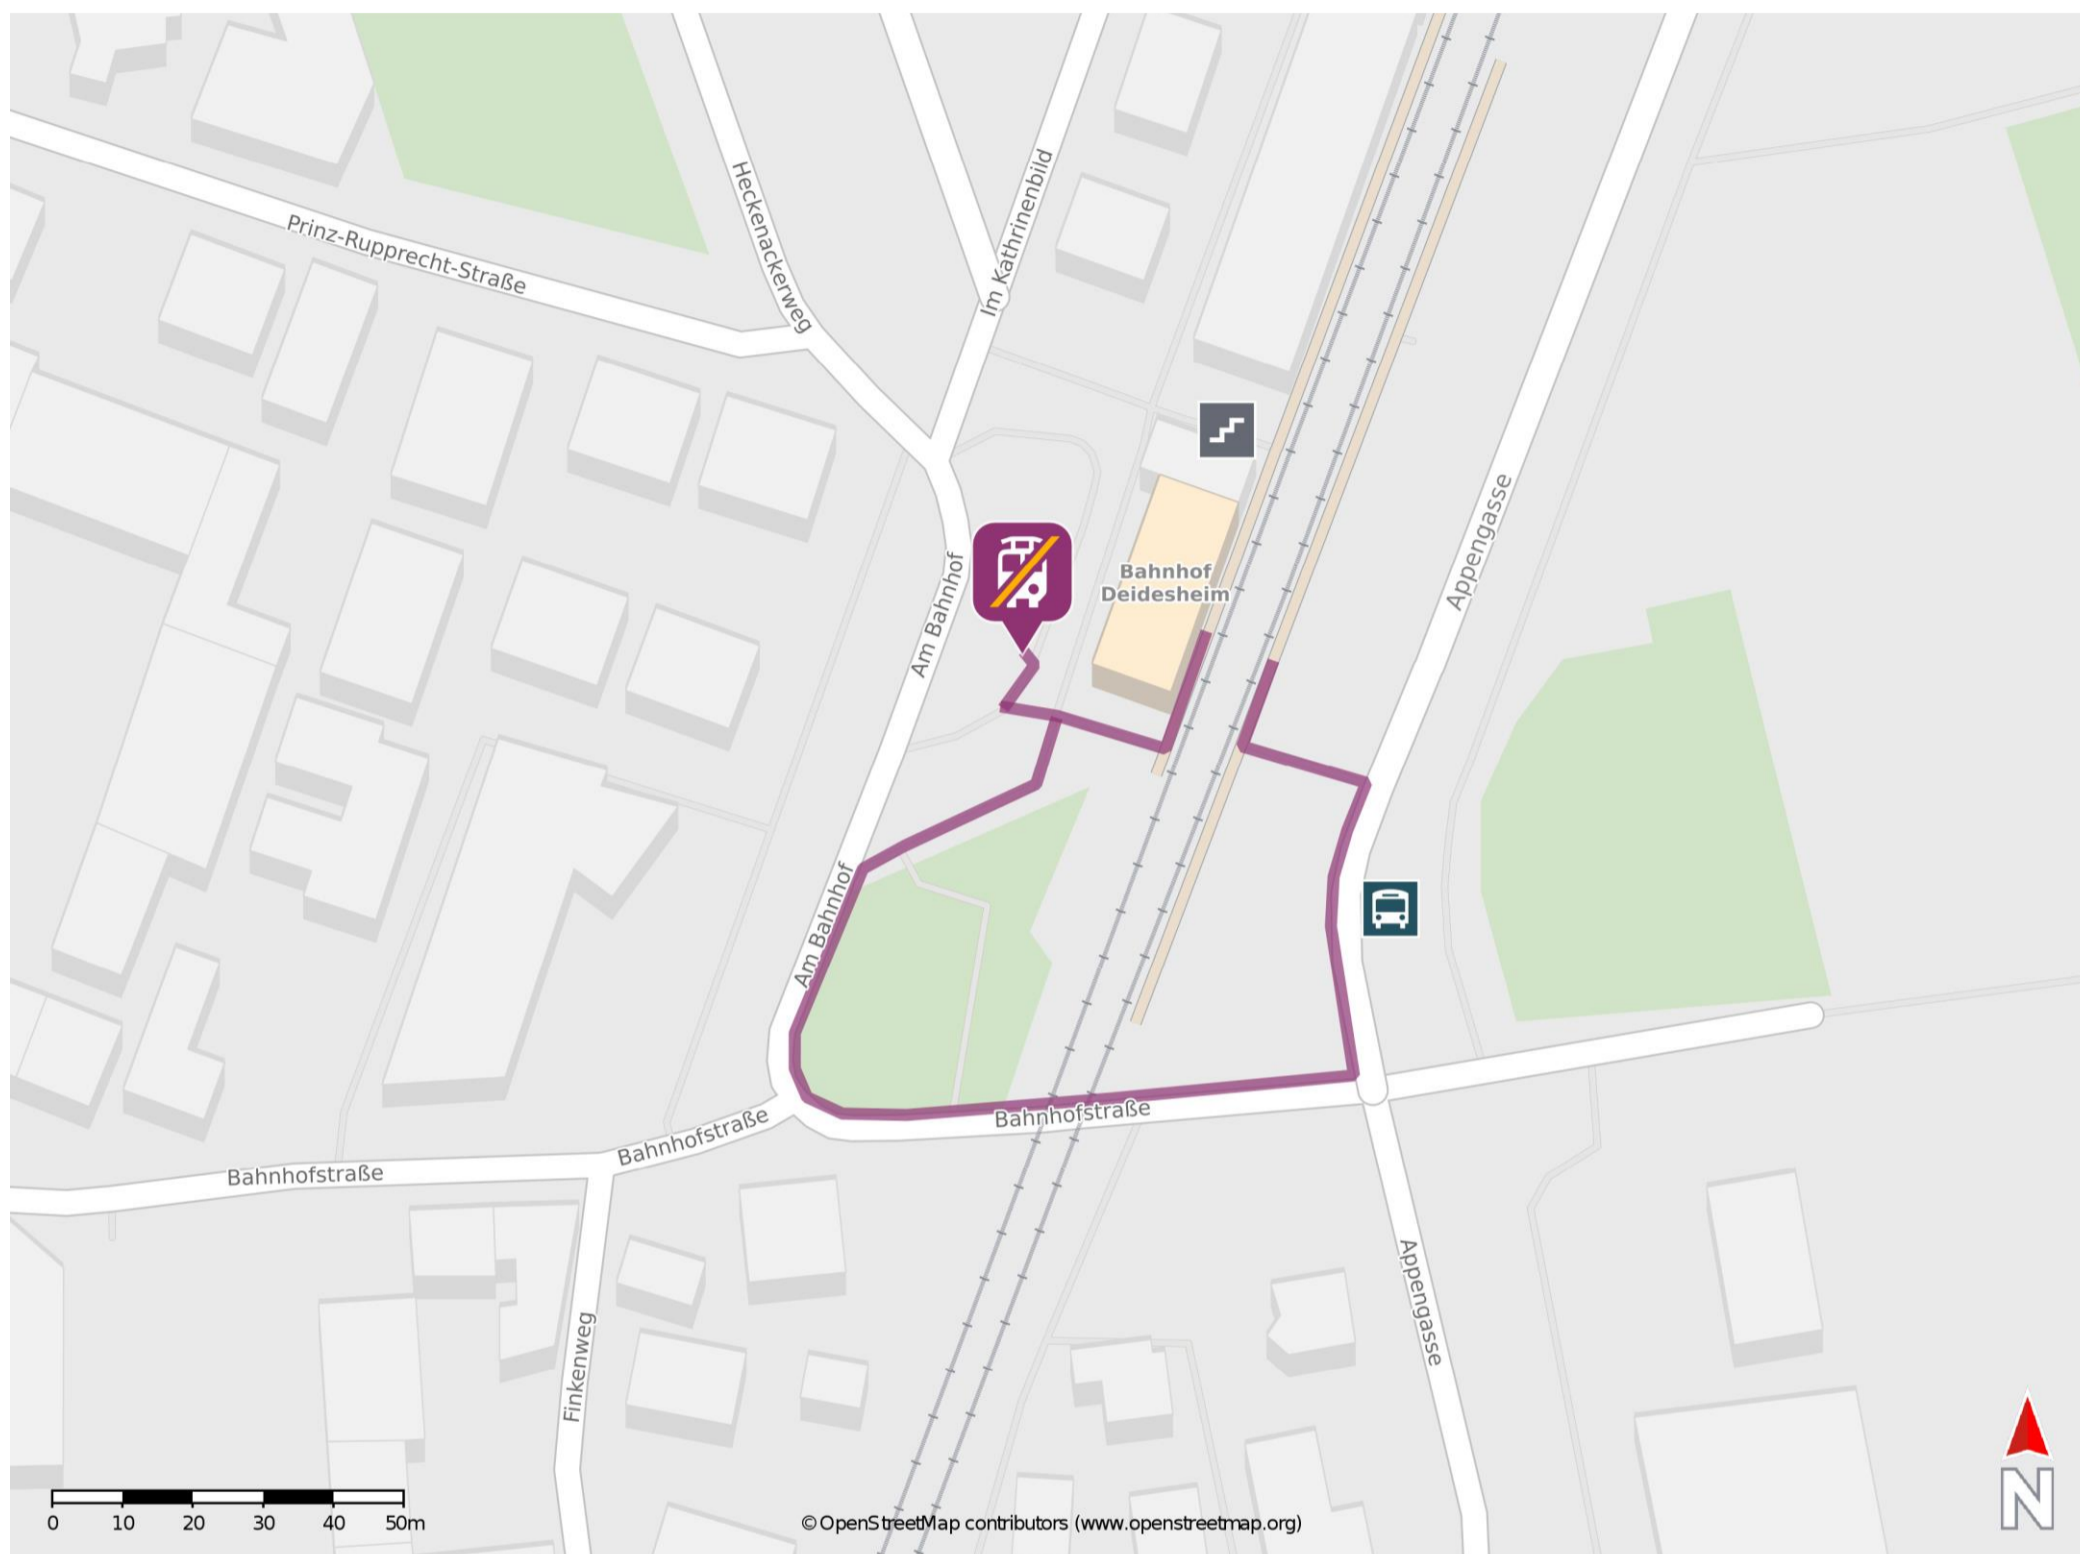 Heckenackerweg
Im Kathrinenbild
Prinz-Rupprecht-Straße
Appengasse
Am Bahnhof
Bahnhof
Deidesheim
Am Bahnhof
Bahnhofstraße
Bahnhofstraße
Bahnhofstraße
Appengasse
Finkenweg
N
0 10 20 30 40 50m
©OpenStreetMap contributors (www.openstreetmap.org)